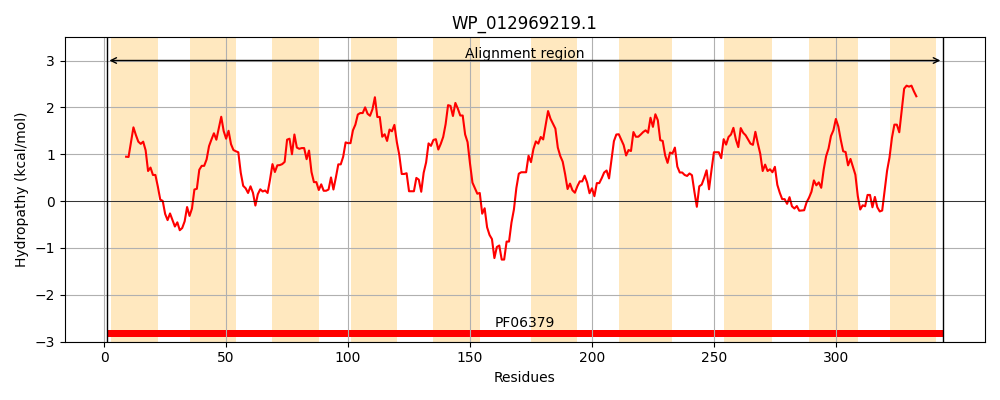 WP_012969219.1
Alignment region
Hydropathy (kcal/mol)
3
2
1
0
−1
−2
−3
PF06379
0 50 100 150 200 250 300
Residues